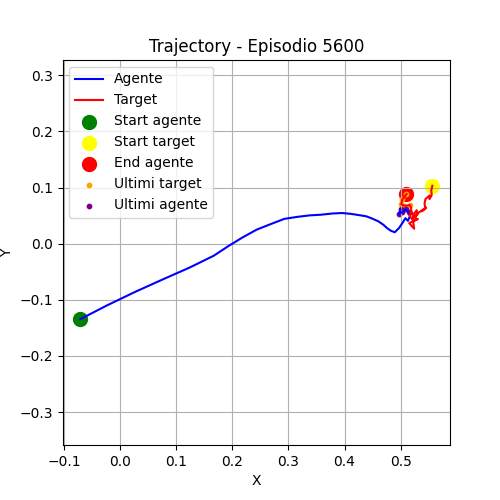 Trajectory - Episodio 5600
Agente
Target
Start agente
Start target
End agente
Ultimi target
Ultimi agente
0.3
0.2
0.1
0.0
−0.1
−0.2
−0.3
Y
−0.1 0.0 0.1 0.2 0.3 0.4 0.5
X